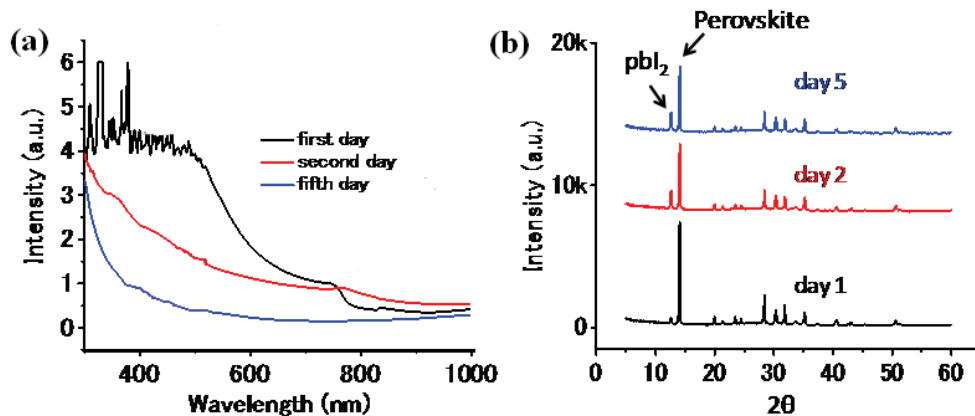 (a)
6
5
4
3
2
1
0
Intensity (a.u.)
first day
second day
fifth day
400 600 800 1000
Wavelength (nm)
(b)
20k
10k
0
Intensity (a.u.)
Perovskite
pbI₂
day 5
day 2
day 1
0 10 20 30 40 50 60
2θ